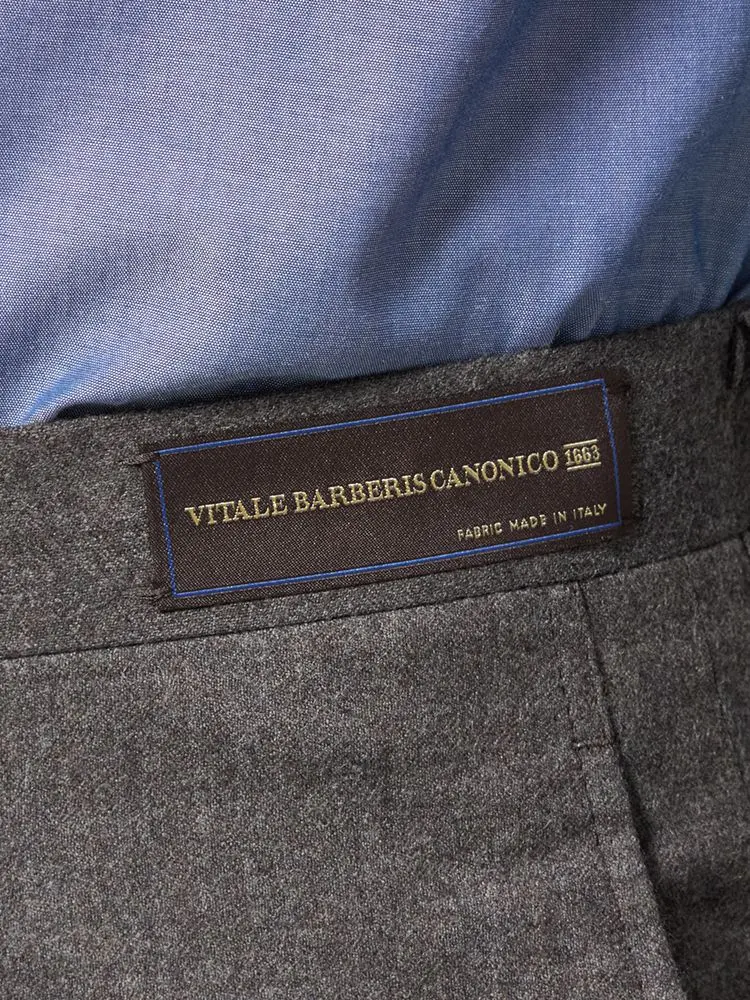 VITALE BARBERIS CANONICO 1663
FABRIC MADE IN ITALY